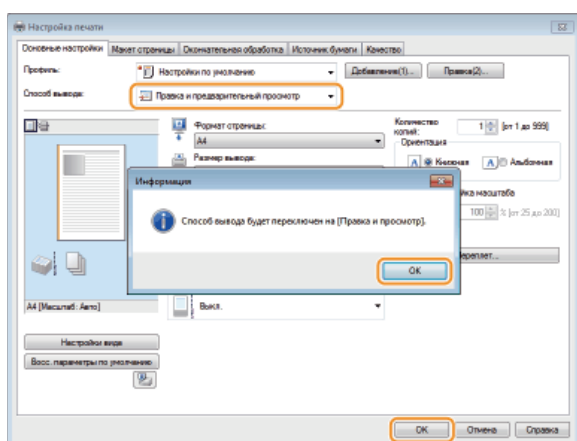 Настройка печати
Основные настройки Макет страницы Окончательная обработка Источник бумаги Качество
Профиль: Настройки по умолчанию Добавление(1)... Правка(2)...
Способ вывода: Правка и предварительный просмотр
Формат страницы: Количество копий: 1 [от 1 до 999]
A4 Ориентация
Размер вывода: A Книжная A Альбомная
Информация
Способ вывода будет переключен на [Правка и просмотр].
масштаба
100 % [от 25 до 200]
OK
A4 [Масштаб: Авто] Выкл.
Настройки вида
Восс. параметры по умолчанию
OK Отмена Справка